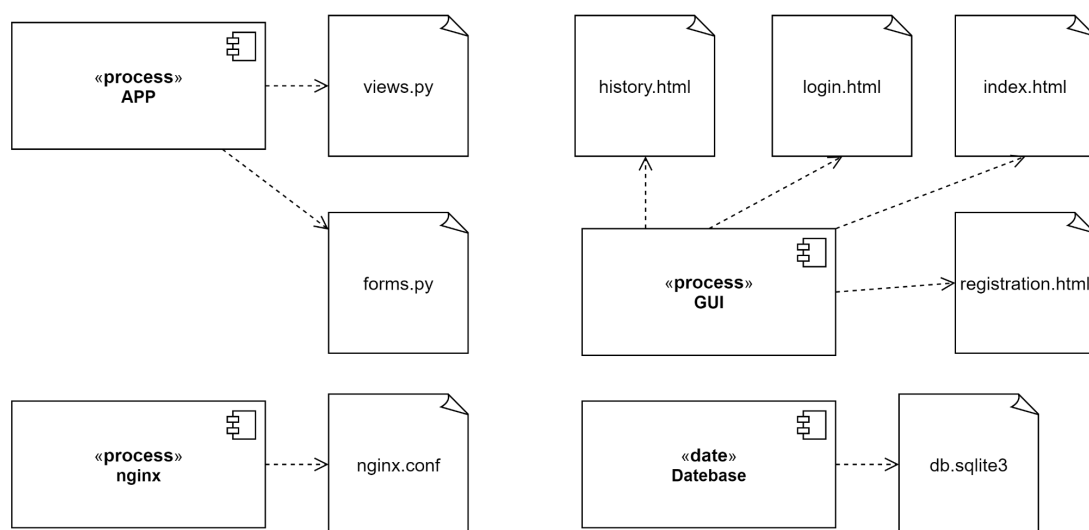 «process»
APP
views.py
history.html
login.html
index.html
forms.py
«process»
GUI
registration.html
«process»
nginx
nginx.conf
«date»
Datebase
db.sqlite3